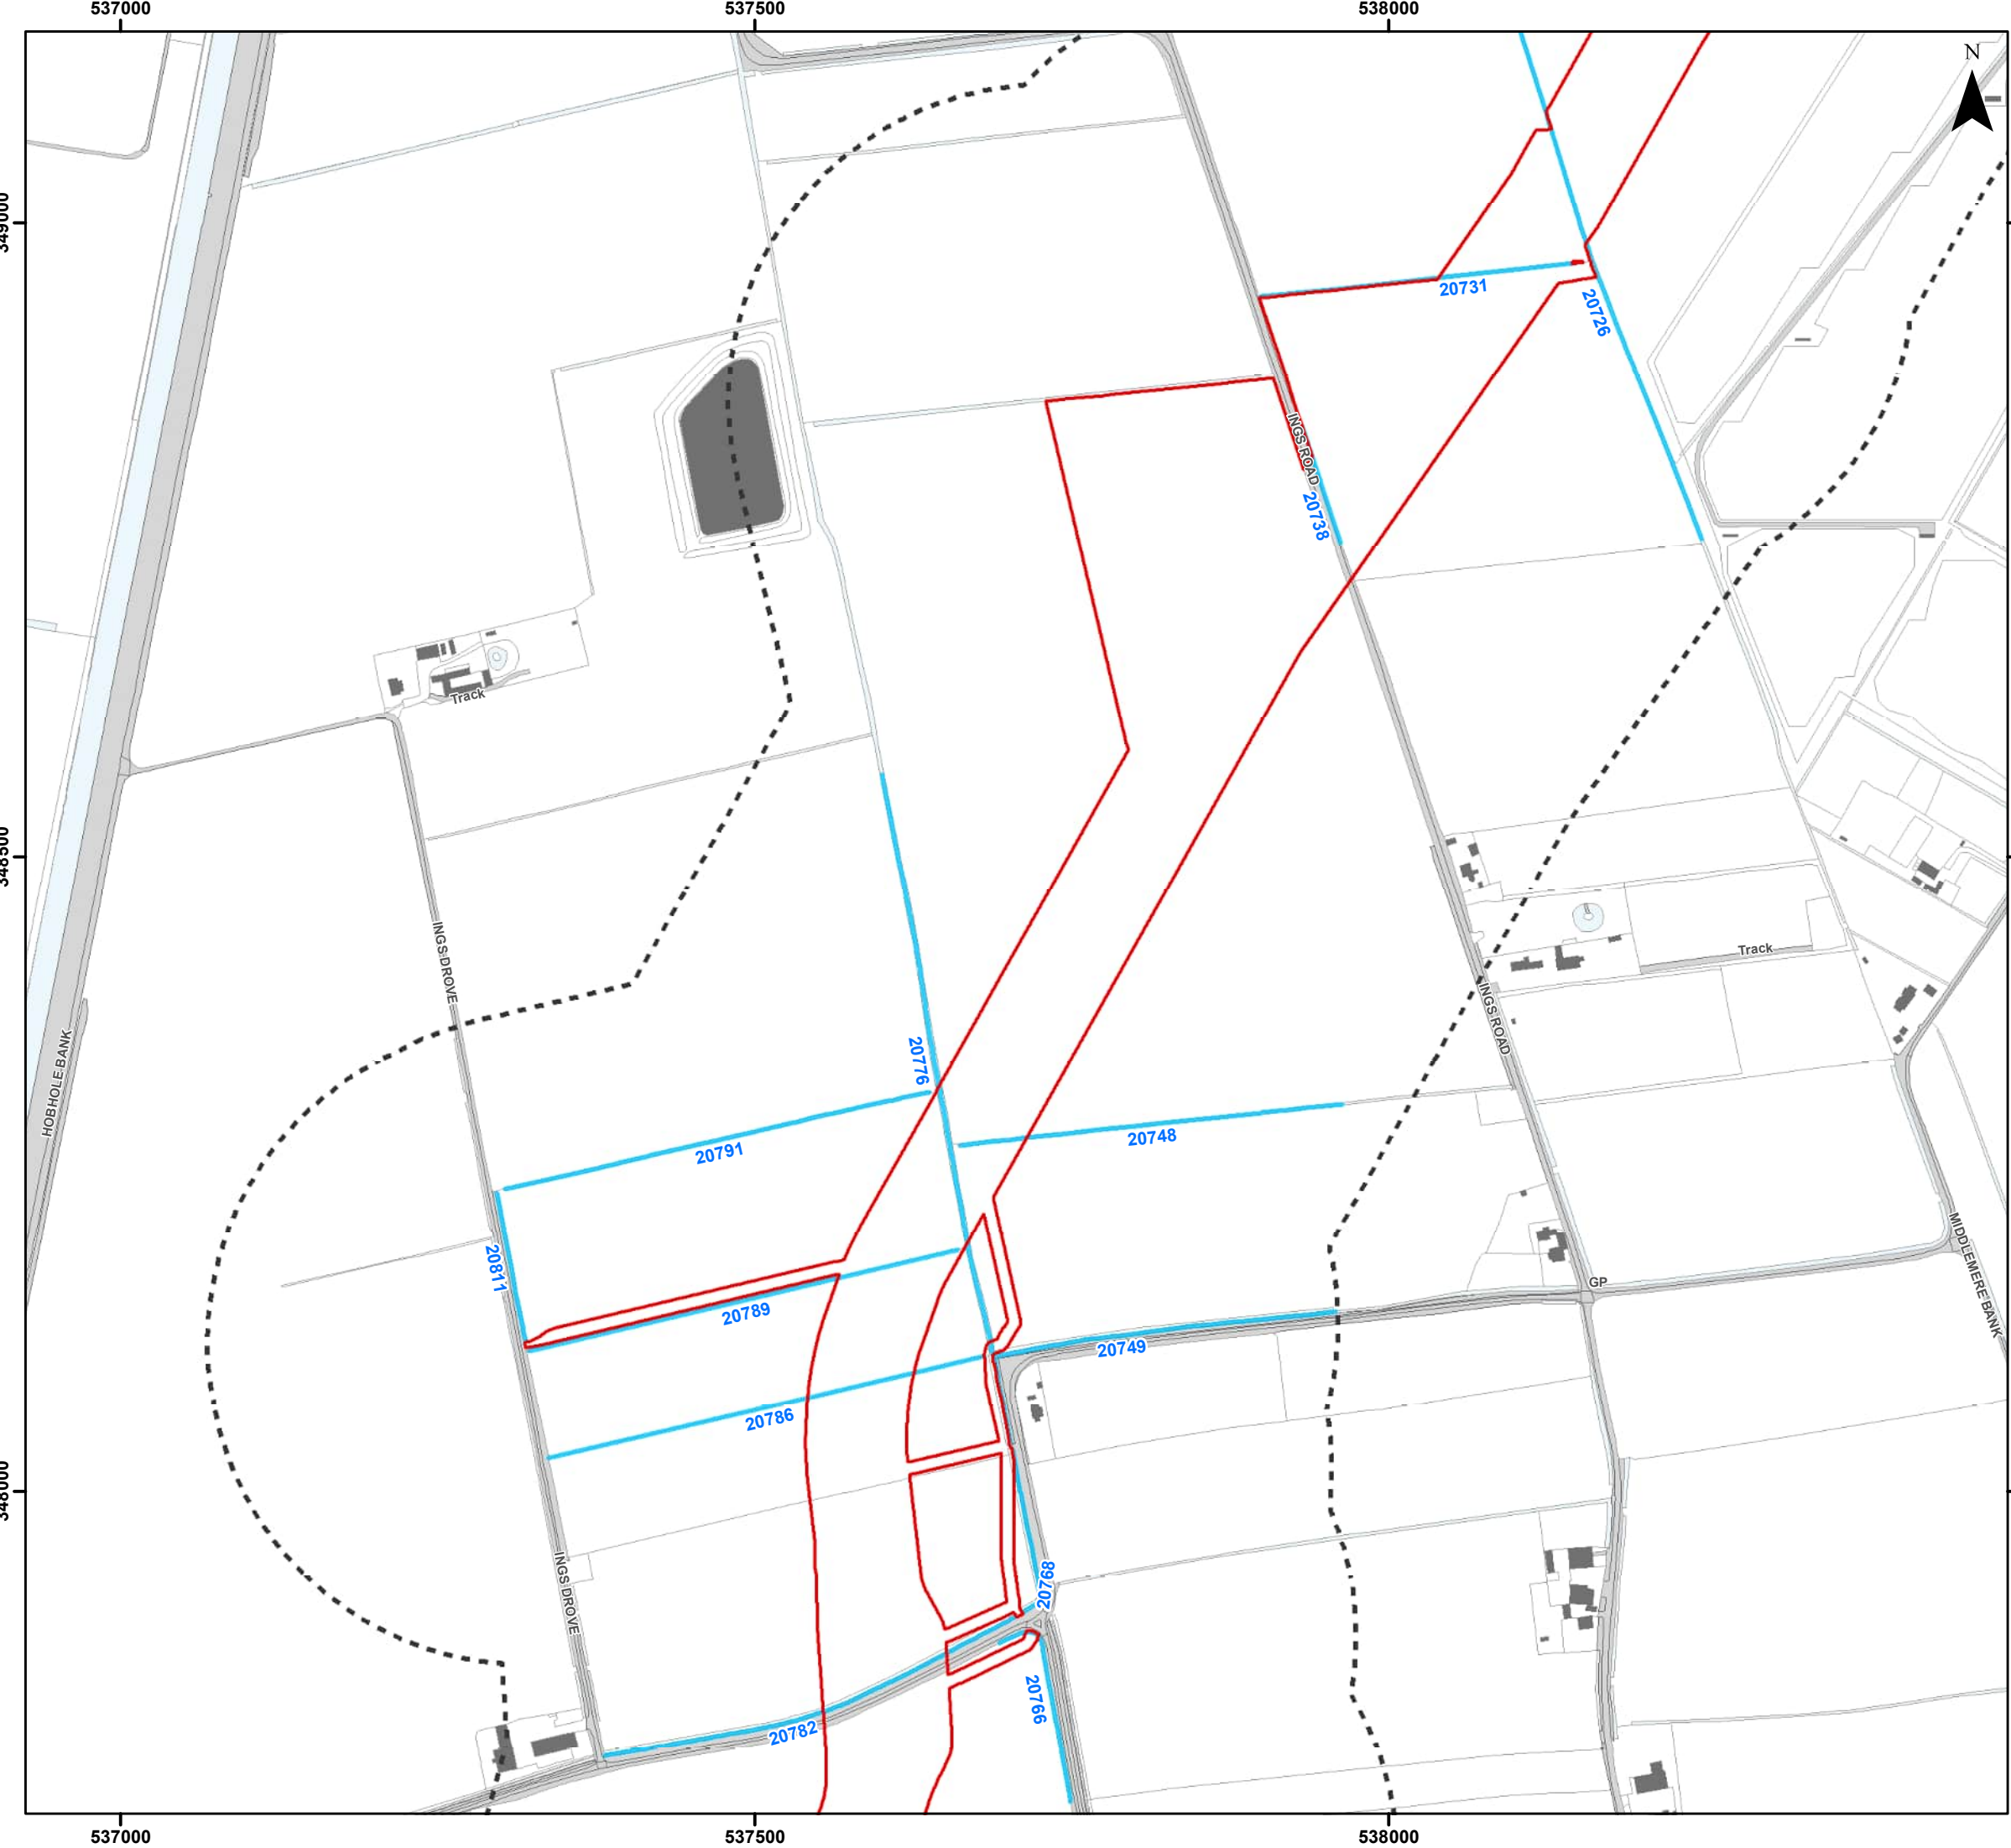 537000
537500
538000
N
349000
20731
20726
INGS ROAD
20738
Track
348500
INGS DROVE
Track
INGS ROAD
HOBHOLE BANK
20776
20748
20791
MIDDLEMERE BANK
20811
GP
20789
20749
20786
348000
INGS DROVE
20768
20766
20782
537000
537500
538000